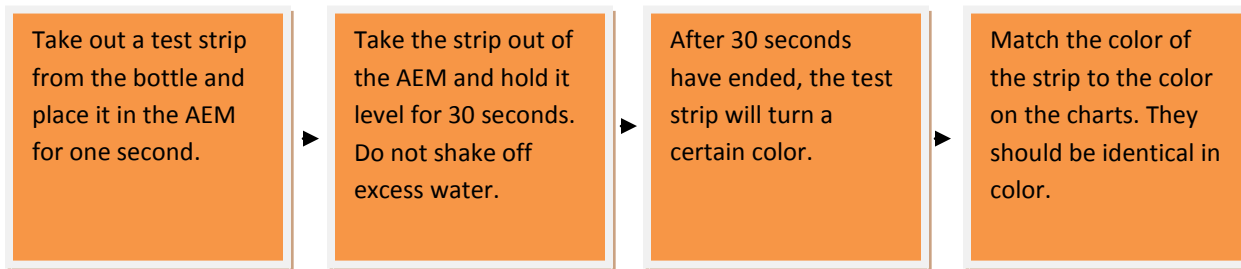 Take out a test strip
from the bottle and
place it in the AEM
for one second.
Take the strip out of
the AEM and hold it
level for 30 seconds.
Do not shake off
excess water.
After 30 seconds
have ended, the test
strip will turn a
certain color.
Match the color of
the strip to the color
on the charts. They
should be identical in
color.